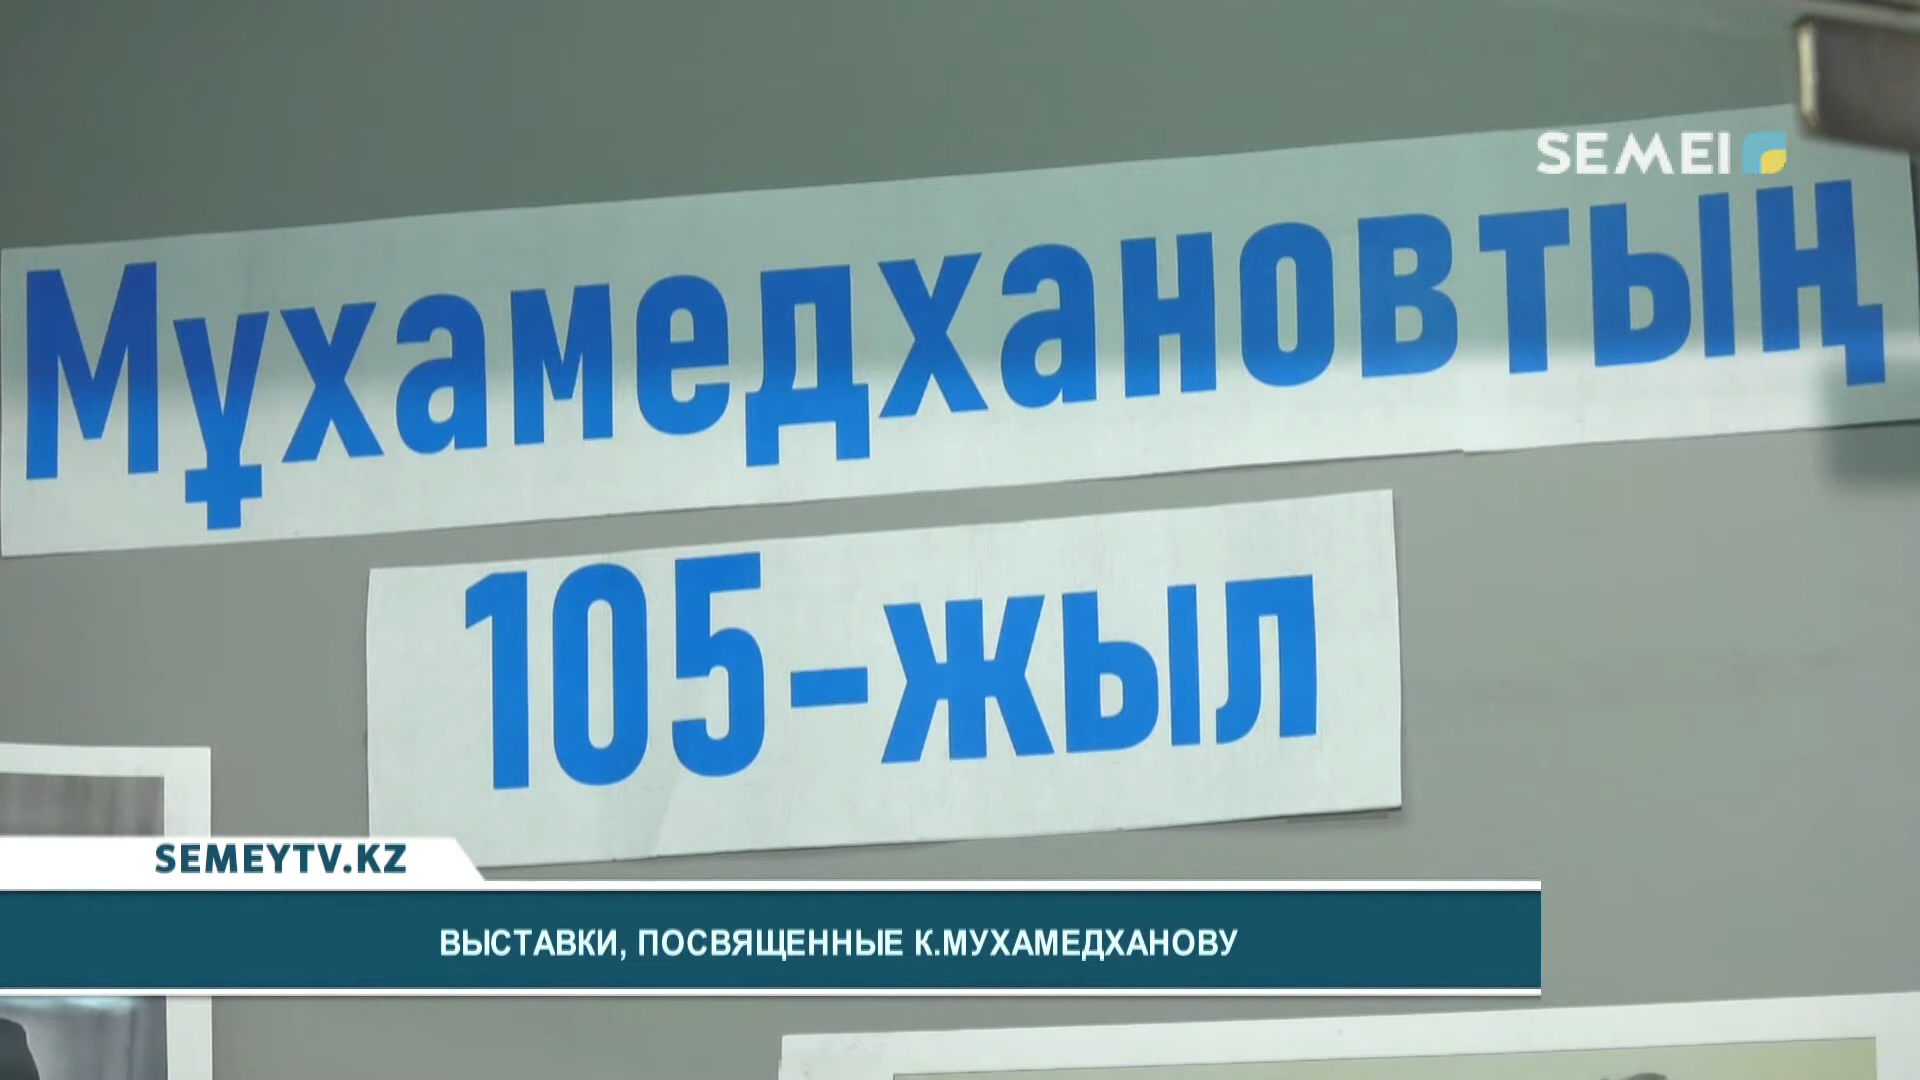 SEMEI
Мұхамедхановтың
105-жыл
SEMEYTV.KZ
ВЫСТАВКИ, ПОСВЯЩЕННЫЕ К.МУХАМЕДХАНОВУ